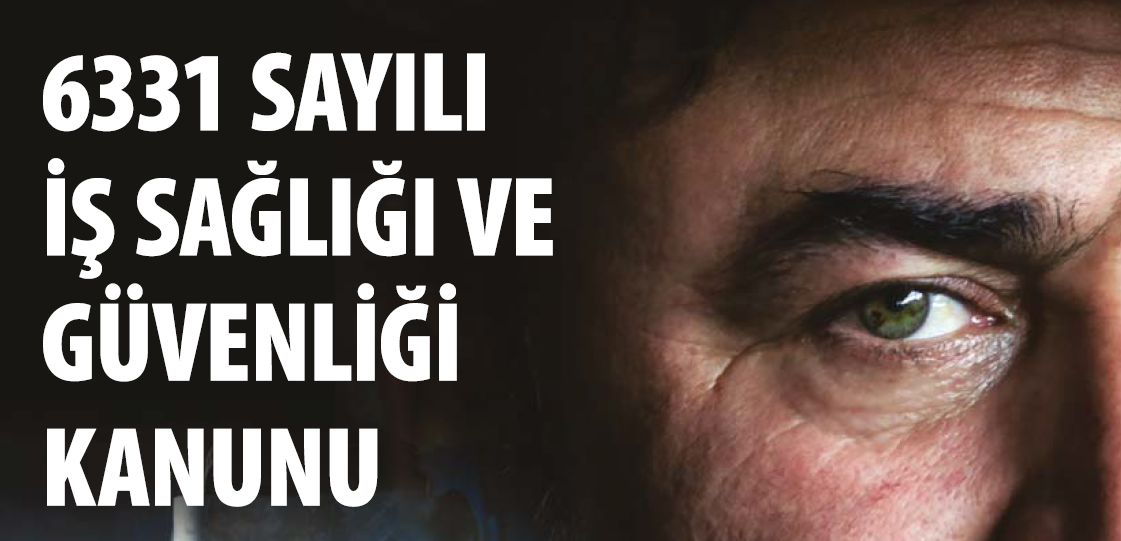 6331 SAYILI
İŞ SAĞLIĞI VE
GÜVENLİĞİ
KANUNU